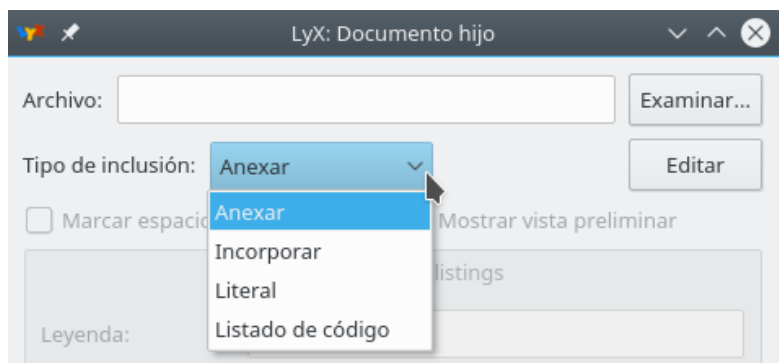 LyX: Documento hijo
Archivo:
Examinar...
Tipo de inclusión:
Anexar
Editar
Marcar
Mostrar vista preliminar
Anexar
Incorporar
listings
Literal
Leyenda:
Listado de código